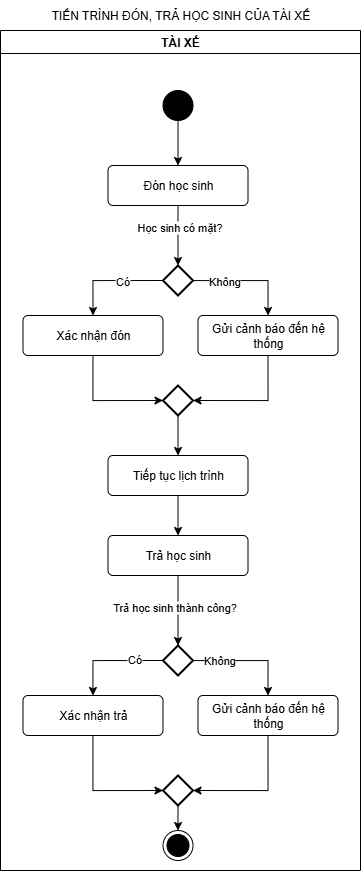 TIẾN TRÌNH ĐÓN, TRẢ HỌC SINH CỦA TÀI XẾ
TÀI XẾ
Đón học sinh
Học sinh có mặt?
Có
Không
Xác nhận đón
Gửi cảnh báo đến hệ
thống
Tiếp tục lịch trình
Trả học sinh
Trả học sinh thành công?
Có
Không
Xác nhận trả
Gửi cảnh báo đến hệ
thống